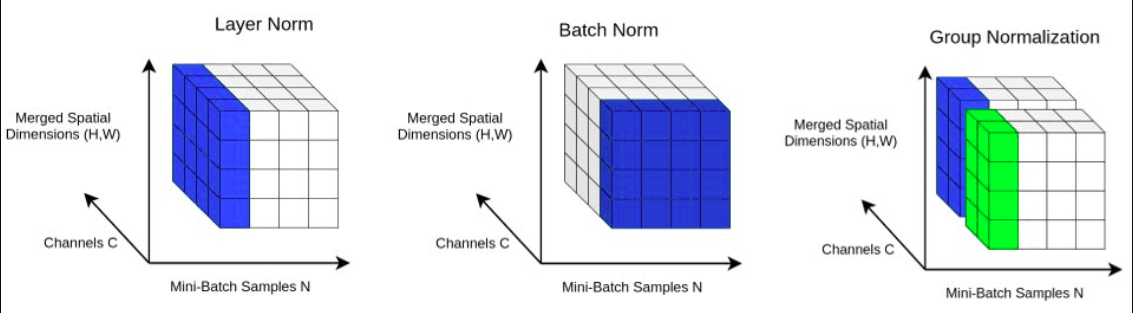 Layer Norm
Merged Spatial
Dimensions (H,W)
Channels C
Mini-Batch Samples N
Batch Norm
Merged Spatial
Dimensions (H,W)
Channels C
Mini-Batch Samples N
Group Normalization
Merged Spatial
Dimensions (H,W)
Channels C
Mini-Batch Samples N